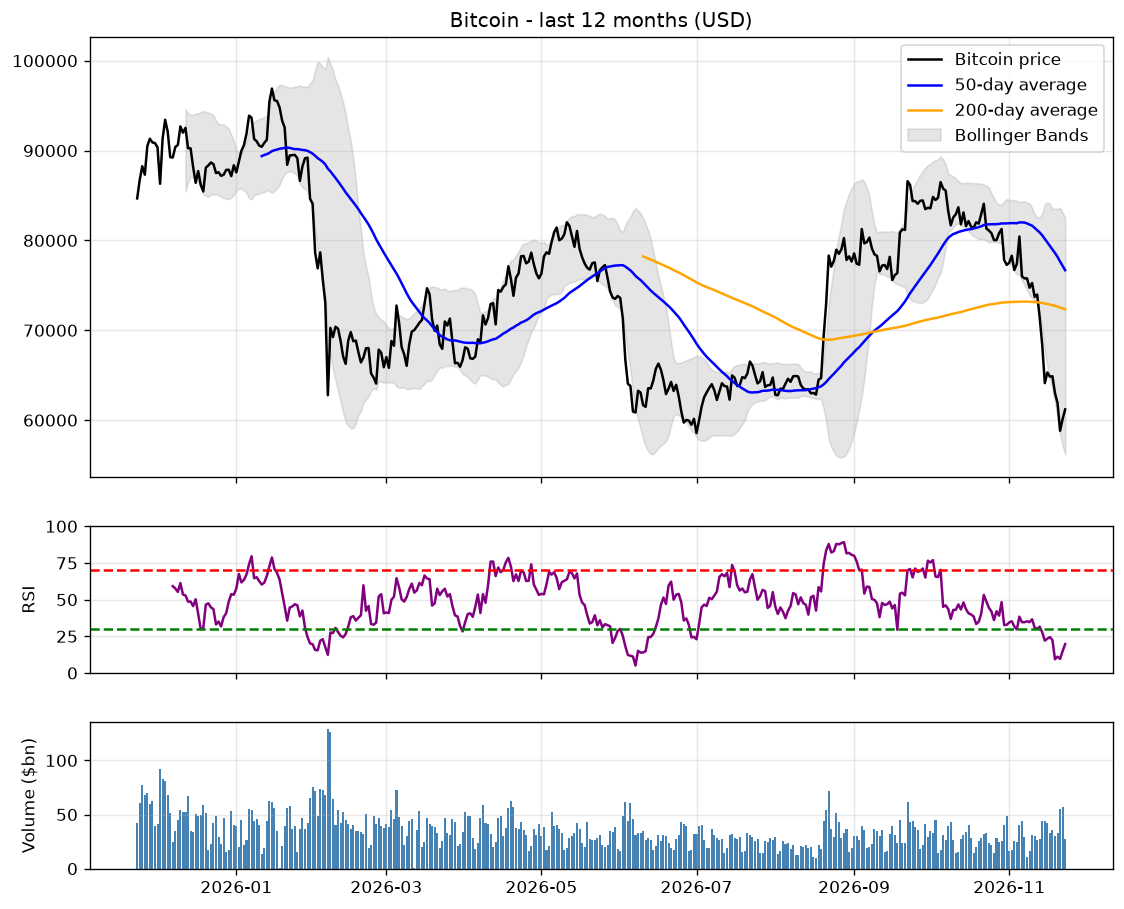 Bitcoin - last 12 months (USD)
100000
90000
80000
70000
60000
Bitcoin price
50-day average
200-day average
Bollinger Bands
RSI
100
75
50
25
0
Volume ($bn)
100
50
0
2026-01
2026-03
2026-05
2026-07
2026-09
2026-11